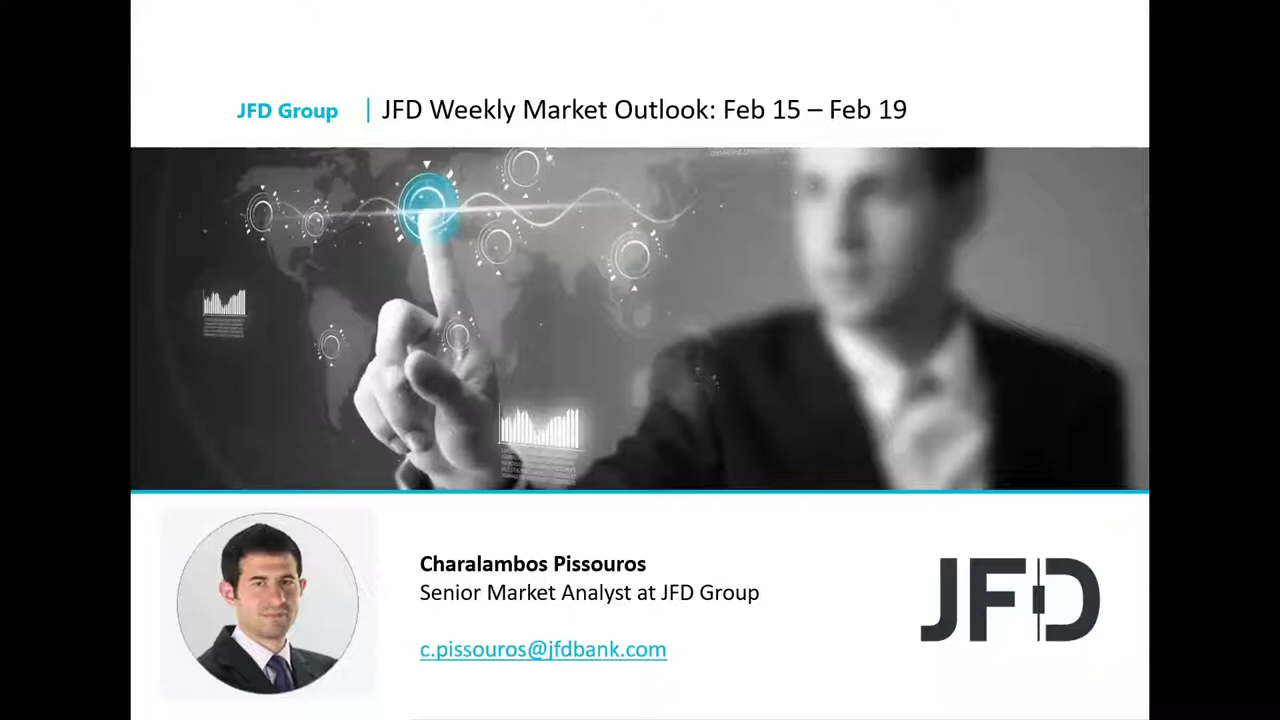 JFD Group | JFD Weekly Market Outlook: Feb 15 – Feb 19
Charalambos Pissouros
Senior Market Analyst at JFD Group
JFD
c.pissouros@jfdbank.com